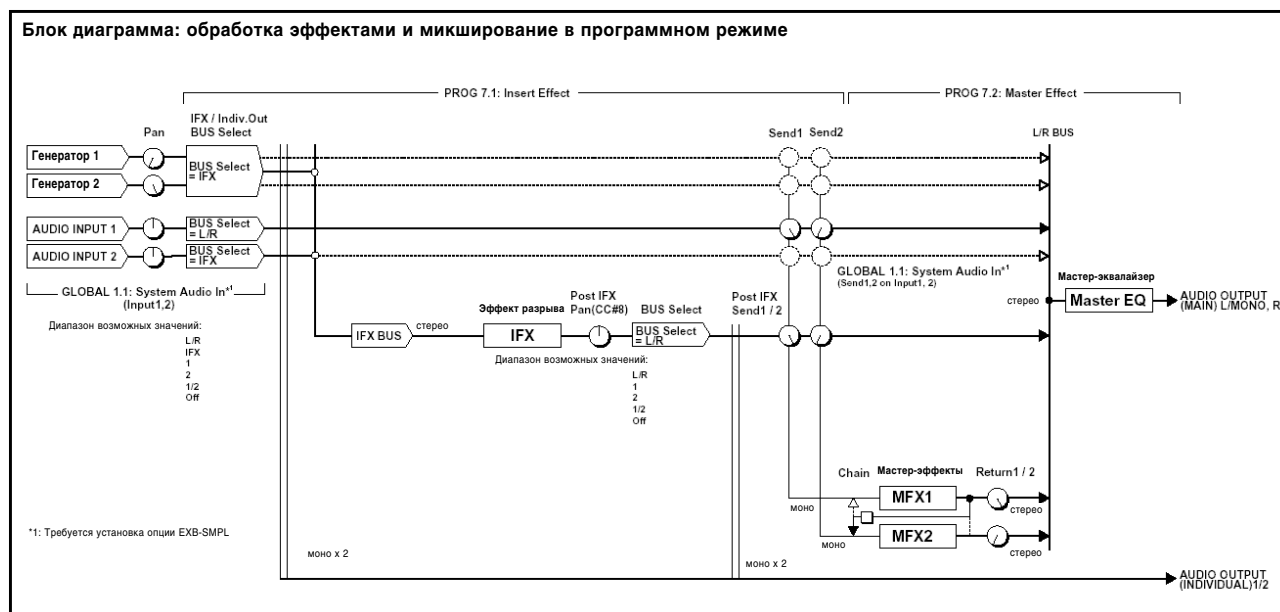 Блок диаграмма: обработка эффектами и микширование в программном режиме
PROG 7.1: Insert Effect
PROG 7.2: Master Effect
Pan
IFX / Indiv.Out
BUS Select
Send1 Send2
L/R BUS
Генератор 1
Генератор 2
BUS Select
= IFX
AUDIO INPUT 1
BUS Select
= L/R
AUDIO INPUT 2
BUS Select
= IFX
GLOBAL 1.1: System Audio In*1
(Input1,2)
GLOBAL 1.1: System Audio In*1
(Send1,2 on Input1, 2)
Диапазон возможных значений:
L/R
IFX
1
2
1/2
Off
IFX BUS
стерео
Эффект разрыва
IFX
Post IFX
Pan(CC#8)
BUS Select
BUS Select
= L/R
Post IFX
Send1 / 2
Диапазон возможных значений:
L/R
1
2
1/2
Off
Мастер-эквалайзер
стерео
Master EQ
AUDIO OUTPUT
(MAIN) L/MONO, R
Chain
Мастер-эффекты
Return1 / 2
MFX1
моно
стерео
MFX2
моно
стерео
*1: Требуется установка опции EXB-SMPL
моно x 2
моно x 2
AUDIO OUTPUT
(INDIVIDUAL)1/2